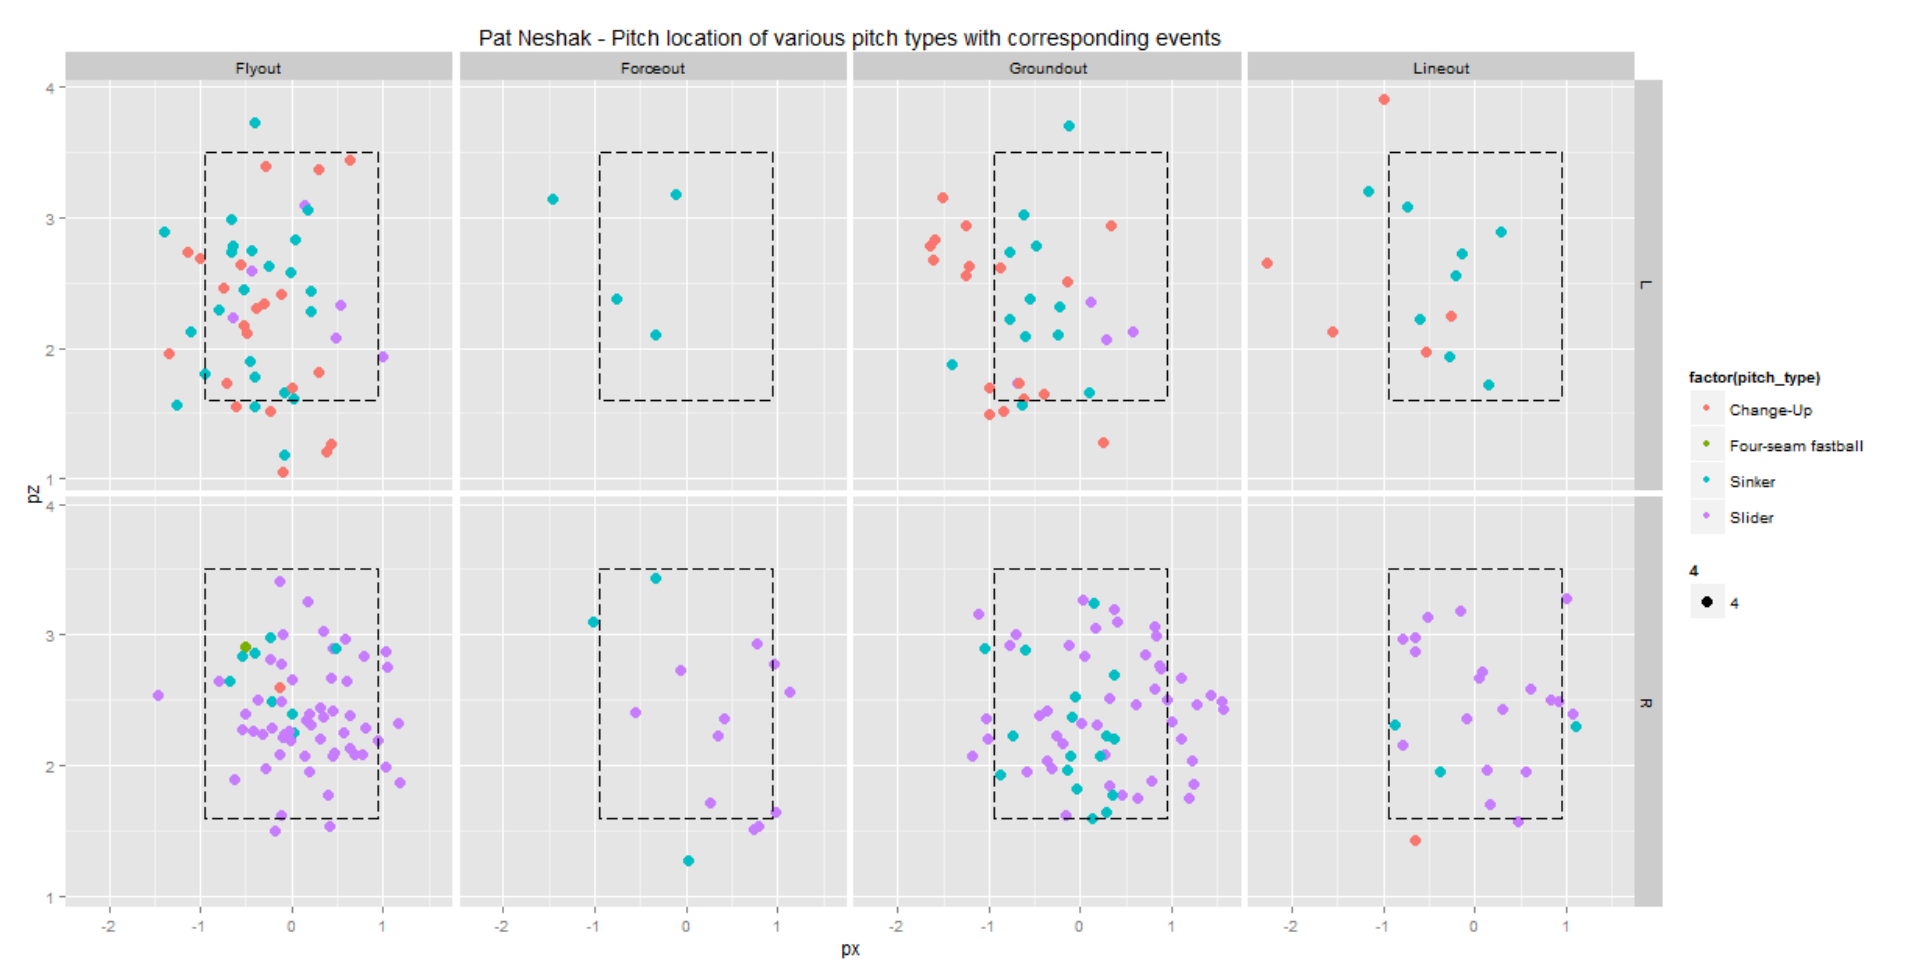 Pat Neshak - Pitch location of various pitch types with corresponding events
Flyout
Forceout
Groundout
Lineout
4
3
2
1
L
pz
4
3
2
1
R
-2 -1 0 1
-2 -1 0 1
-2 -1 0 1
-2 -1 0 1
px
factor(pitch_type)
Change-Up
Four-seam fastball
Sinker
Slider
4
4